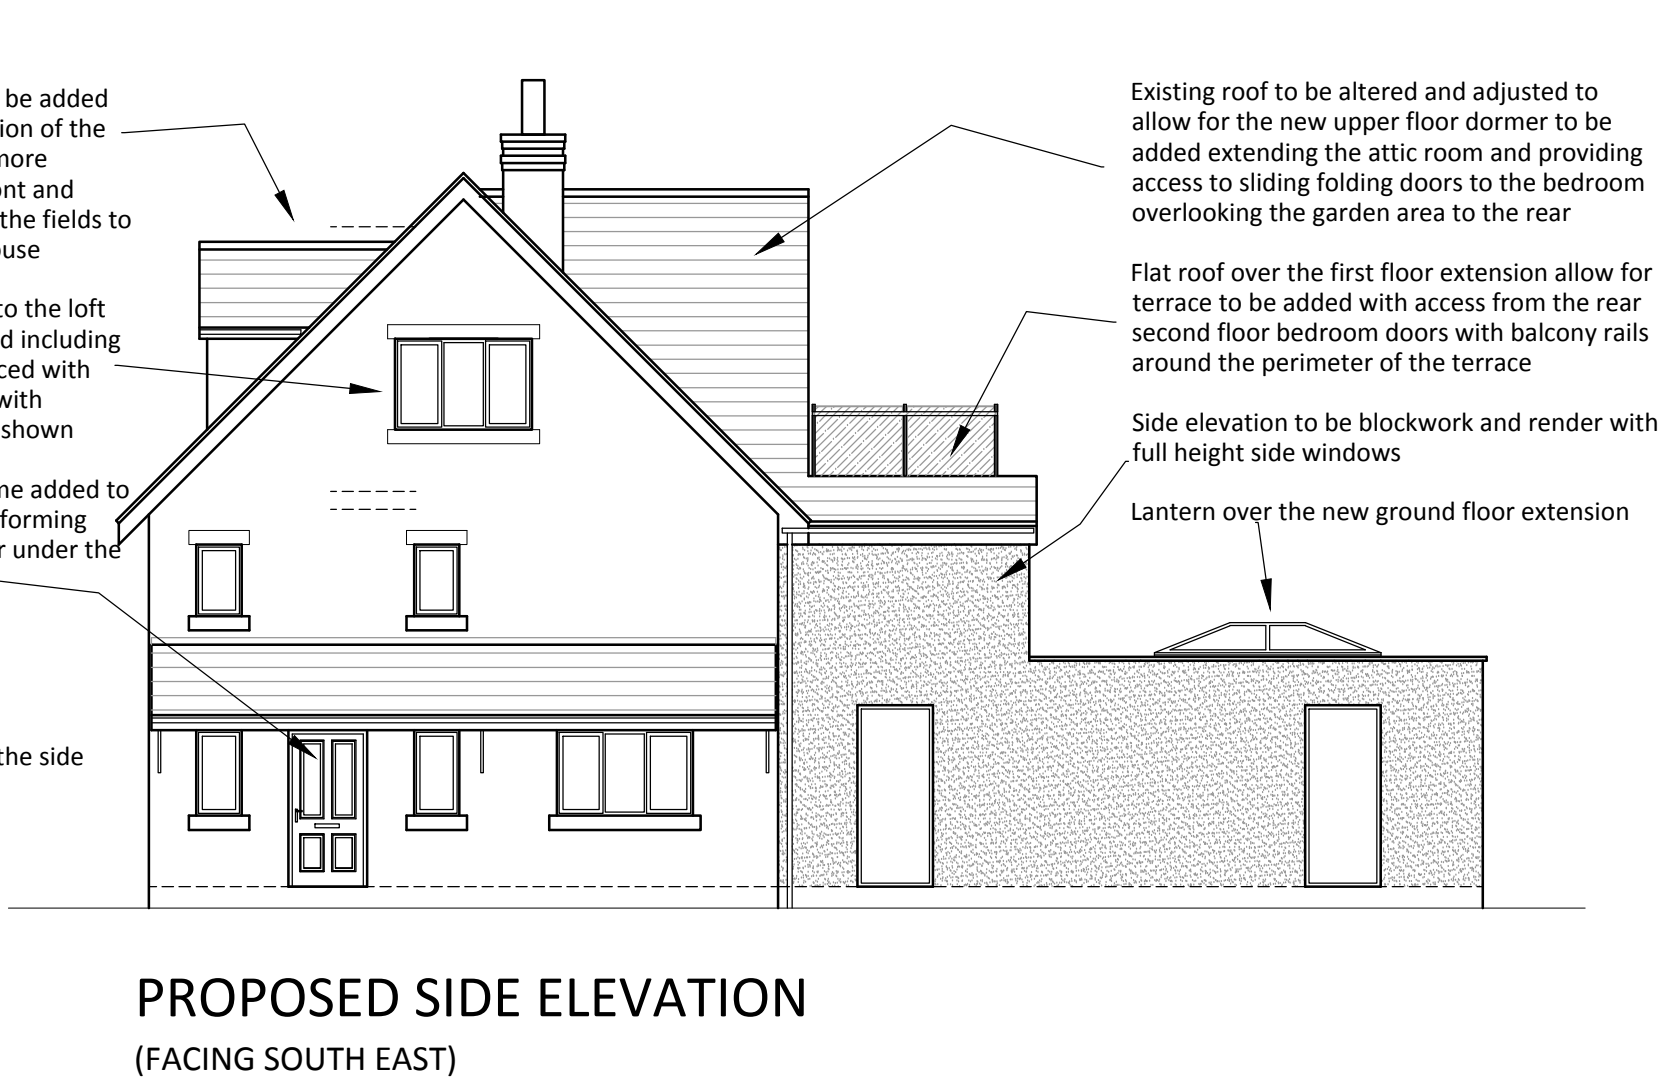 be added
ion of the
more
ont and
the fields to
ouse
to the loft
d including
ced with
with
shown
me added to
forming
r under the
the side
Existing roof to be altered and adjusted to
allow for the new upper floor dormer to be
added extending the attic room and providing
access to sliding folding doors to the bedroom
overlooking the garden area to the rear
Flat roof over the first floor extension allow for
terrace to be added with access from the rear
second floor bedroom doors with balcony rails
around the perimeter of the terrace
Side elevation to be blockwork and render with
full height side windows
Lantern over the new ground floor extension
PROPOSED SIDE ELEVATION
(FACING SOUTH EAST)